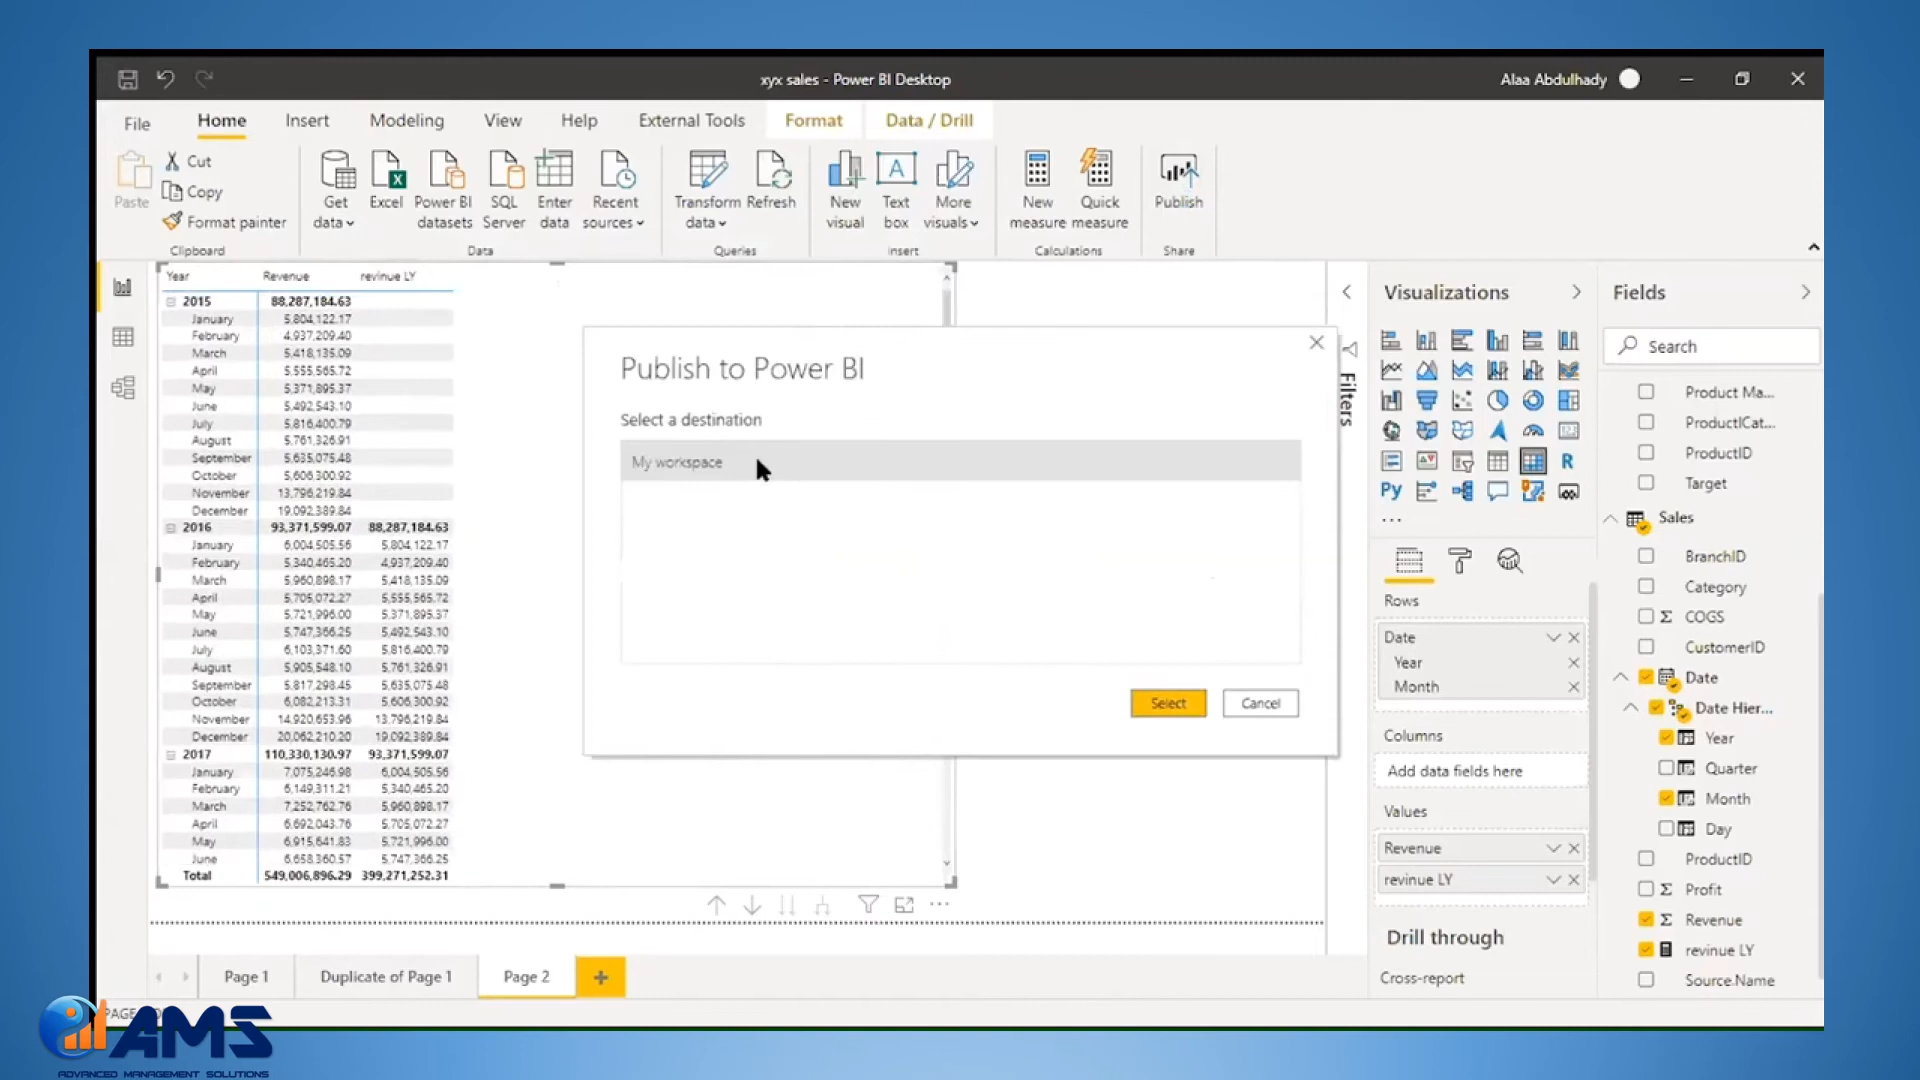 xyx sales - Power BI Desktop
Alaa Abdulhady
File Home Insert Modeling View Help External Tools Format Data / Drill
Paste
Cut
Copy
Format painter
Clipboard
Get data
Excel
Power BI datasets
SQL Server
Enter data
Recent sources
Data
Transform data
Refresh
Queries
New visual
Text box
More visuals
Insert
New measure
Quick measure
Calculations
Publish
Share
Year Revenue revinue LY
2015 88,287,184.63
January 5,804,122.17
February 4,937,209.40
March 5,418,135.09
April 5,555,565.72
May 5,371,895.37
June 5,492,543.10
July 5,816,400.79
August 5,761,326.91
September 5,635,075.48
October 5,606,300.92
November 13,796,219.84
December 19,092,389.84
2016 93,371,599.07 88,287,184.63
January 6,004,505.56 5,804,122.17
February 5,340,465.20 4,937,209.40
March 5,960,898.17 5,418,135.09
April 5,705,072.27 5,555,565.72
May 5,721,996.00 5,371,895.37
June 5,747,366.25 5,492,543.10
July 6,103,371.60 5,816,400.79
August 5,905,548.10 5,761,326.91
September 5,817,298.45 5,635,075.48
October 6,082,213.31 5,606,300.92
November 14,920,653.96 13,796,219.84
December 20,062,210.20 19,092,389.84
2017 110,330,130.97 93,371,599.07
January 7,075,246.98 6,004,505.56
February 6,149,311.21 5,340,465.20
March 7,252,762.76 5,960,898.17
April 6,692,043.76 5,705,072.27
May 6,915,641.83 5,721,996.00
June 6,658,360.57 5,747,366.25
Total 549,006,896.29 399,271,252.31
Publish to Power BI
Select a destination
My workspace
Select Cancel
Filters
Visualizations
R
Py
Rows
Date
Year
Month
Columns
Add data fields here
Values
Revenue
revinue LY
Drill through
Cross-report
Fields
Search
Product Ma...
ProductlCat...
ProductID
Target
Sales
BranchID
Category
COGS
CustomerID
Date
Date Hier...
Year
Quarter
Month
Day
ProductID
Profit
Revenue
revinue LY
Source.Name
Page 1 Duplicate of Page 1 Page 2 +
PAGE
AMS
ADVANCED MANAGEMENT SOLUTIONS